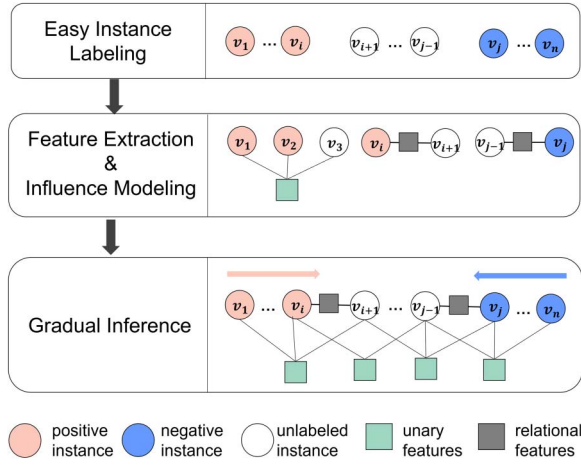 Easy Instance
Labeling
v₁ ... vᵢ vᵢ₊₁ ... vⱼ₋₁ vⱼ ... vₙ
Feature Extraction
&
Influence Modeling
v₁ v₂ v₃ vᵢ vᵢ₊₁ vⱼ₋₁ vⱼ
Gradual Inference
v₁ ... vᵢ vᵢ₊₁ ... vⱼ₋₁ vⱼ ... vₙ
positive
instance
negative
instance
unlabeled
instance
unary
features
relational
features